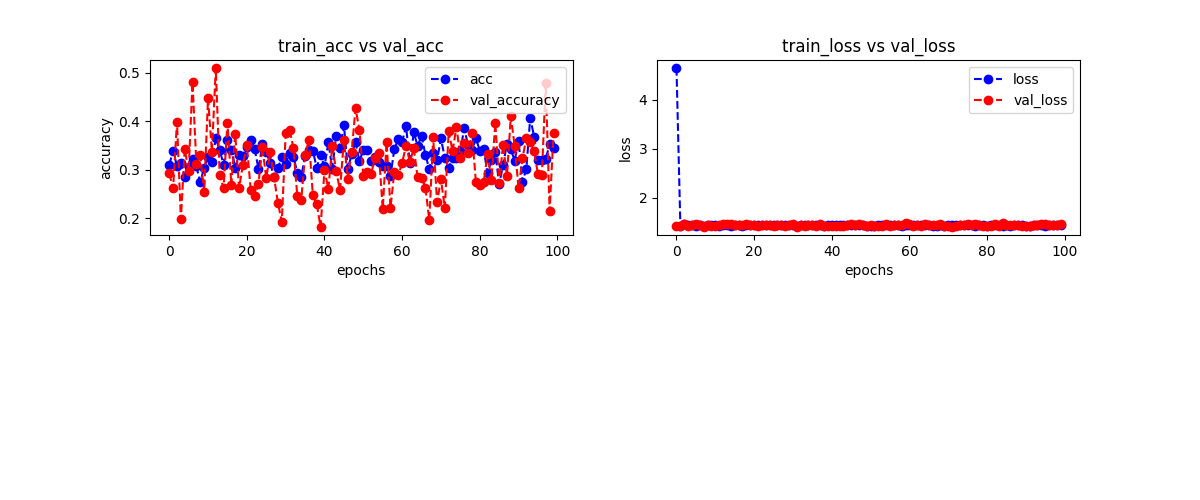 train_acc vs val_acc
accuracy
0.5
0.4
0.3
0.2
acc
val_accuracy
0 20 40 60 80 100
epochs
train_loss vs val_loss
loss
4
3
2
loss
val_loss
0 20 40 60 80 100
epochs